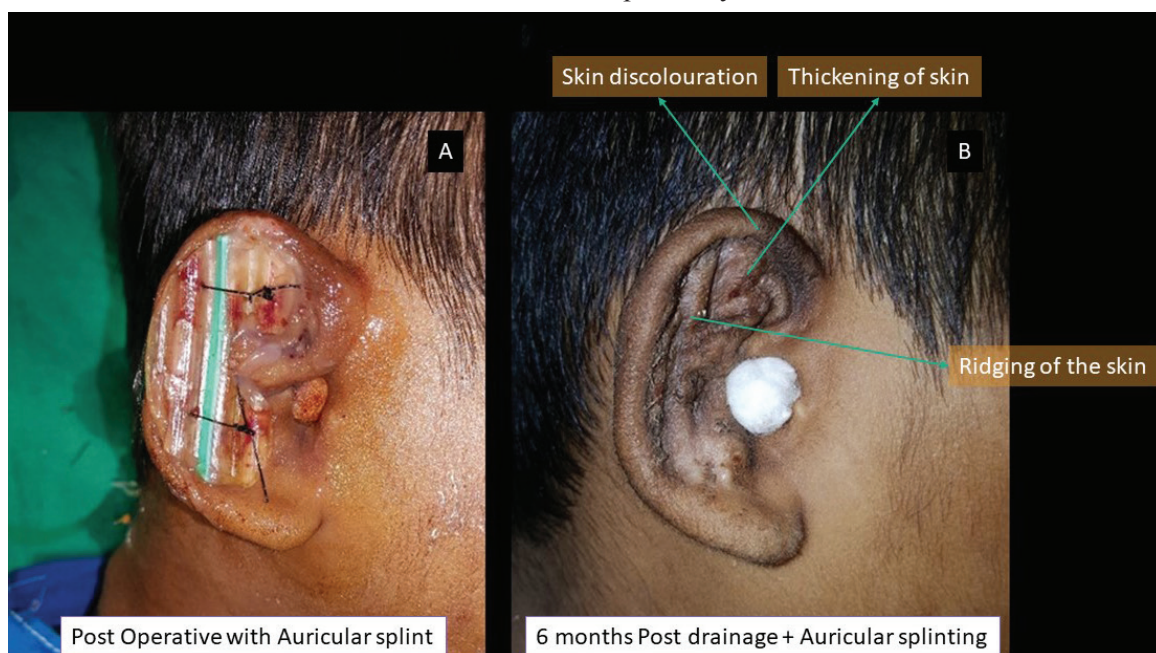 Skin discolouration
Thickening of skin
A
B
Ridging of the skin
Post Operative with Auricular splint
6 months Post drainage + Auricular splinting